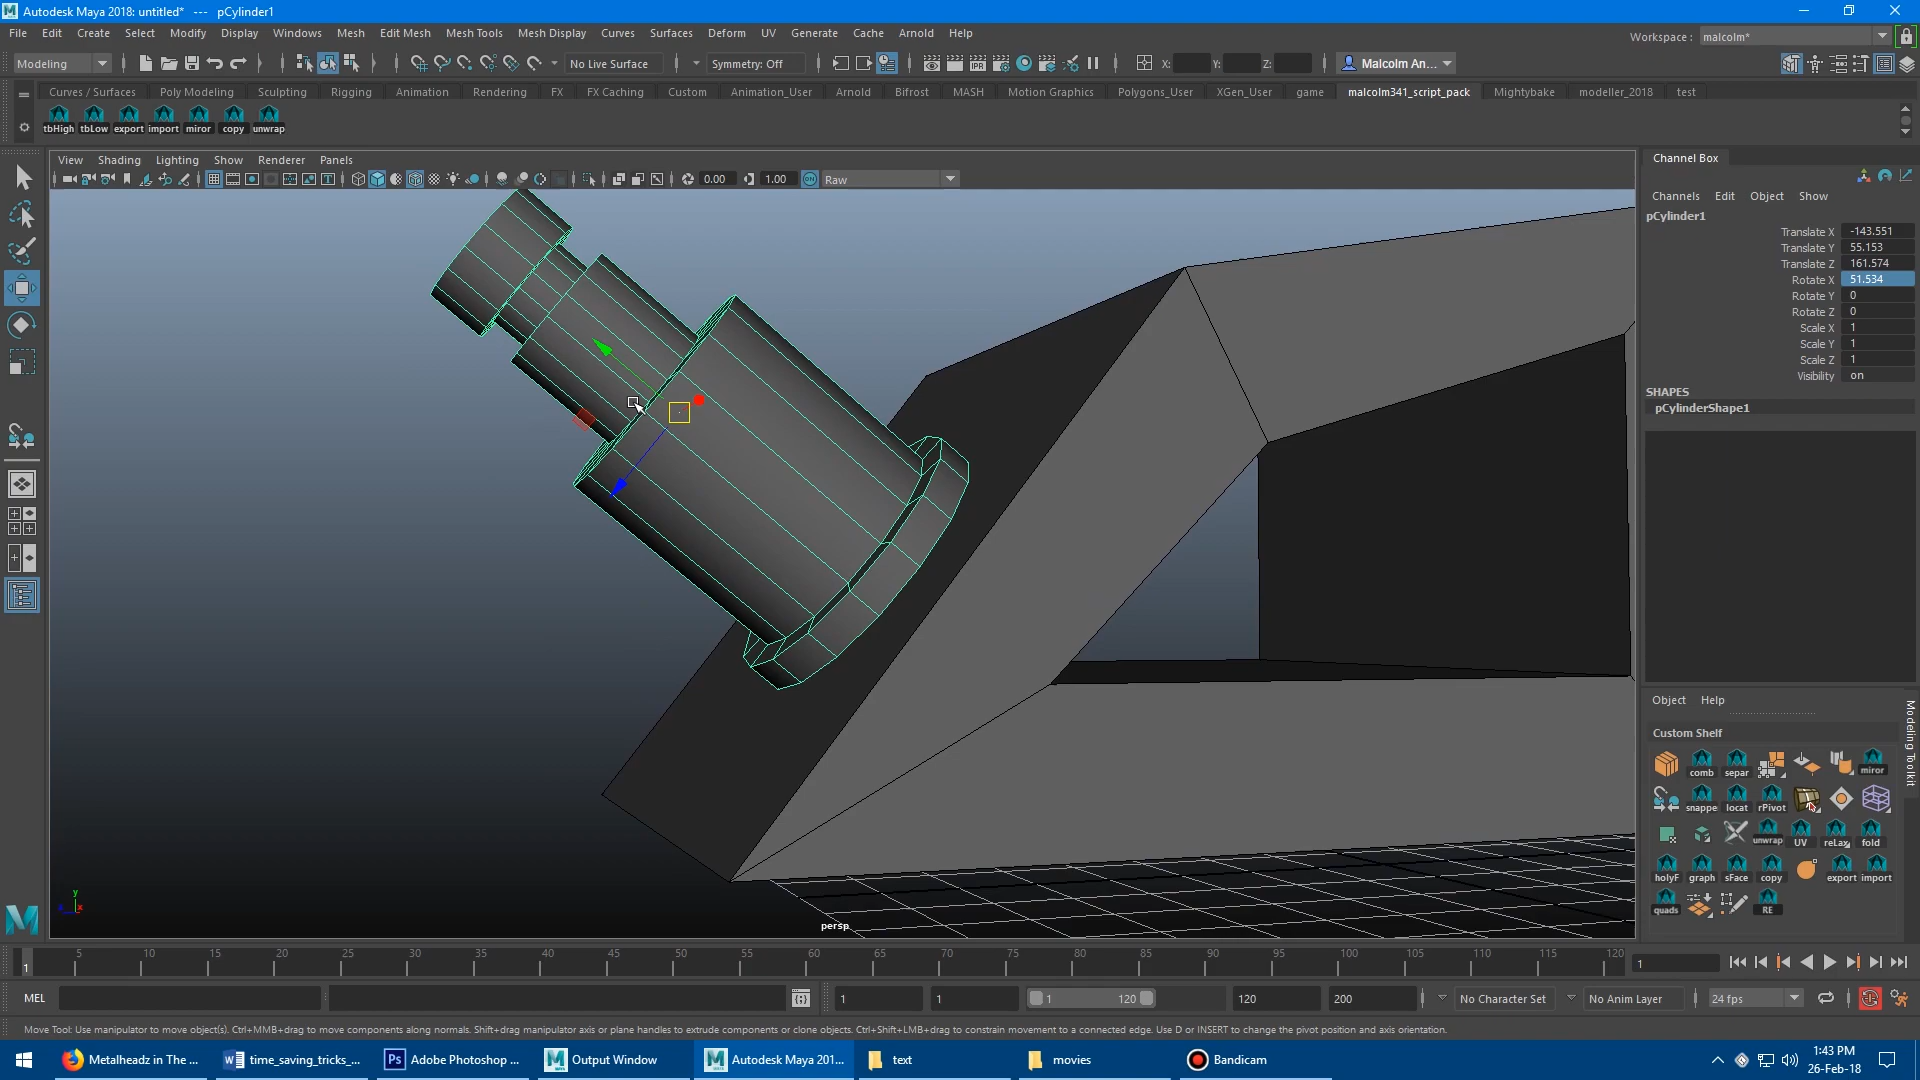 Autodesk Maya 2018: untitled* --- pCylinder1
File Edit Create Select Modify Display Windows Mesh Edit Mesh Mesh Tools Mesh Display Curves Surfaces Deform UV Generate Cache Arnold Help
Workspace : malcolm*
Modeling No Live Surface Symmetry: Off X: Y: Z: Malcolm An...
Curves / Surfaces Poly Modeling Sculpting Rigging Animation Rendering FX FX Caching Custom Animation_User Arnold Bifrost MASH Motion Graphics Polygons_User XGen_User game malcolm341_script_pack Mightybake modeller_2018 test
tbHigh tbLow export import miror copy unwrap
View Shading Lighting Show Renderer Panels
0.00 1.00 Raw
Channel Box
Channels Edit Object Show
pCylinder1
Translate X -143.551
Translate Y 55.153
Translate Z 161.574
Rotate X 51.534
Rotate Y 0
Rotate Z 0
Scale X 1
Scale Y 1
Scale Z 1
Visibility on
SHAPES
pCylinderShape1
Object Help
Modeling Toolkit
Custom Shelf
comb separ miror
snappe locat rPivot
unwrap UV reLax fold
holyF graph sFace copy export import
quads RE
y
x
persp
5 10 15 20 25 30 35 40 45 50 55 60 65 70 75 80 85 90 95 100 105 110 115 120
1 1
MEL 1 1 1 120 120 200 No Character Set No Anim Layer 24 fps
Move Tool: Use manipulator to move object(s). Ctrl+MMB+drag to move components along normals. Shift+drag manipulator axis or plane handles to extrude components or clone objects. Ctrl+Shift+LMB+drag to constrain movement to a connected edge. Use D or INSERT to change the pivot position and axis orientation.
Metalheadz in The ... time_saving_tricks_... Adobe Photoshop ... Output Window Autodesk Maya 201... text movies Bandicam
1:43 PM
26-Feb-18